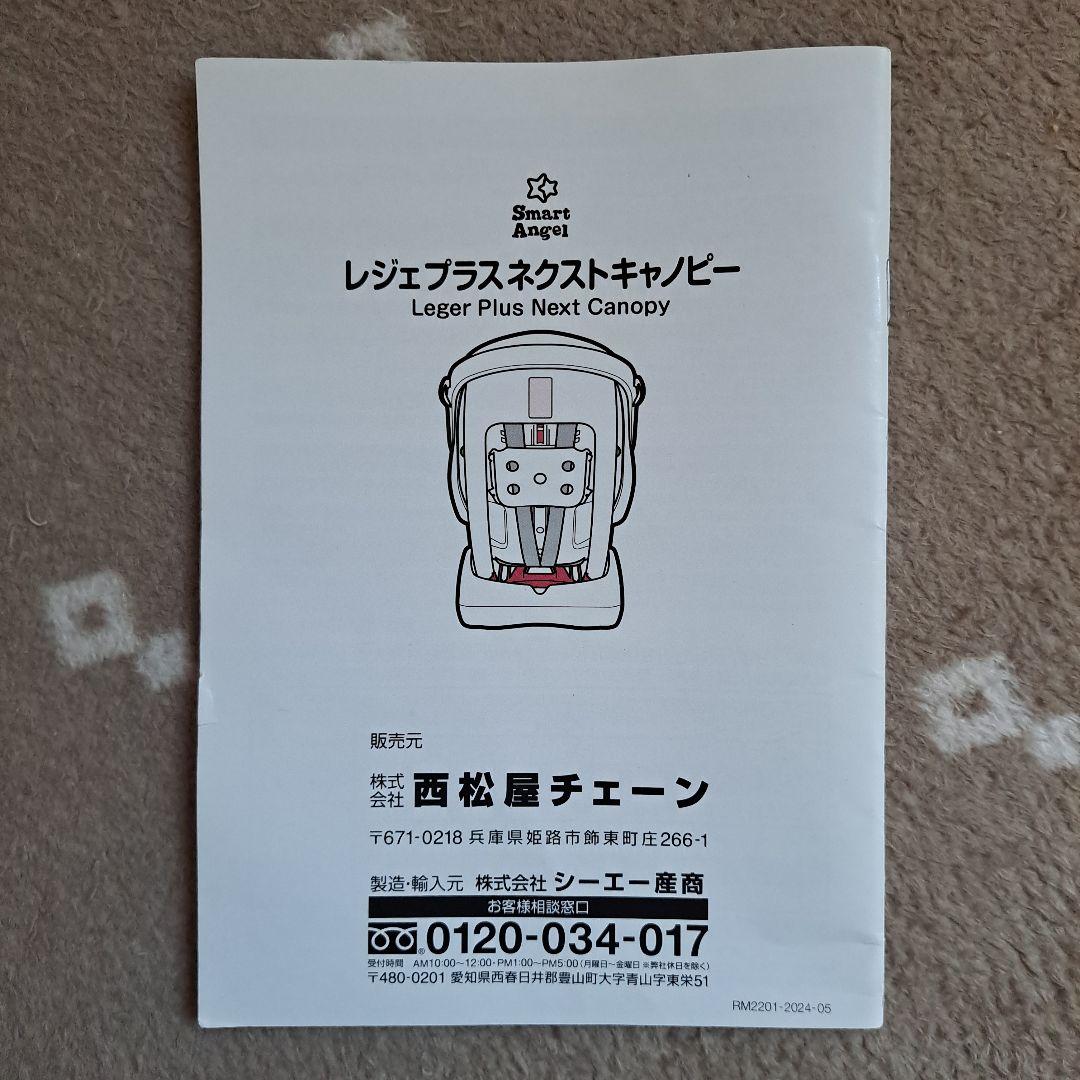 Smart
Angel
レジェプラスネクストキャノピー
Leger Plus Next Canopy
販売元
株式会社 西松屋チェーン
〒671-0218 兵庫県姫路市飾東町庄266-1
製造・輸入元 株式会社 シーエー産商
お客様相談窓口
® 0120-034-017
受付時間 AM10:00～12:00・PM1:00～PM5:00（月曜日～金曜日 ※弊社休日を除く）
〒480-0201 愛知県西春日井郡豊山町大字青山字東栄51
RM2201-2024-05